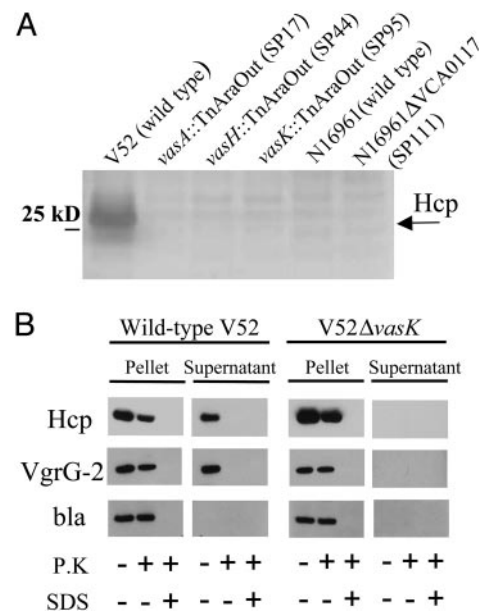 A
V52 (wild type)
vasA::TnAraOut (SP17)
vasH::TnAraOut (SP44)
vasK::TnAraOut (SP95)
N16961(wild type)
N16961ΔVCA0117
(SP111)
25 kD
Hcp
B
Wild-type V52 V52ΔvasK
Pellet Supernatant Pellet Supernatant
Hcp
VgrG-2
bla
P.K - + + - + + - + + - + +
SDS - - + - - + - - + - - +